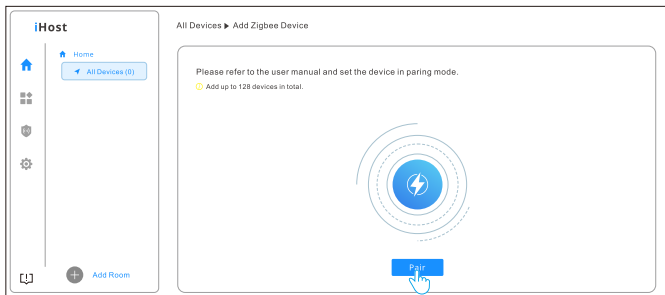 iHost
All Devices ▶ Add Zigbee Device
Home
All Devices (0)
Please refer to the user manual and set the device in paring mode.
Add up to 128 devices in total.
Pair
Add Room